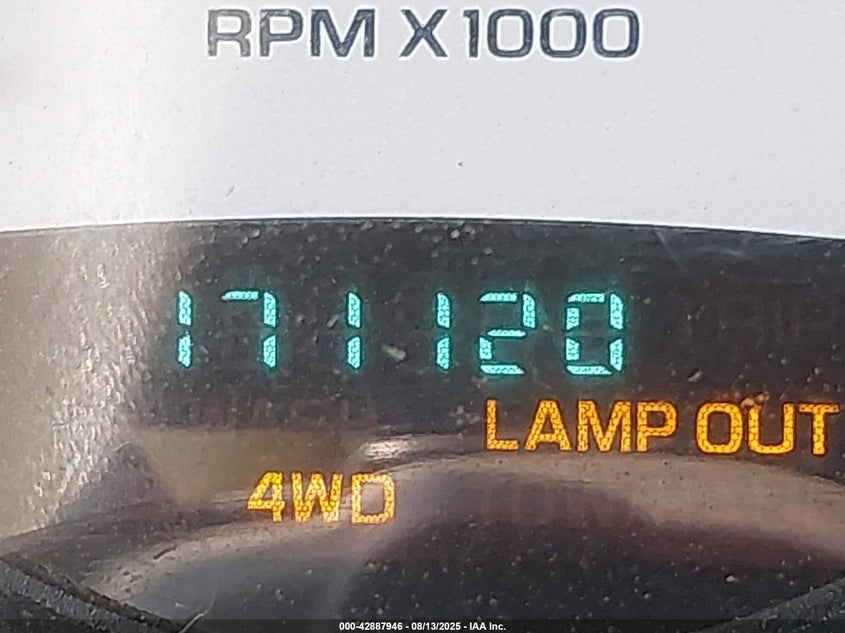 RPM X1000
171120
LAMP OUT
4WD
000-42887946 - 08/13/2025 - IAA Inc.